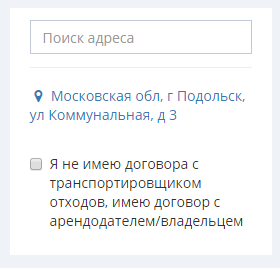 Поиск адреса
Московская обл, г Подольск,
ул Коммунальная, д 3
Я не имею договора с
транспортировщиком
отходов, имею договор с
арендодателем/владельцем